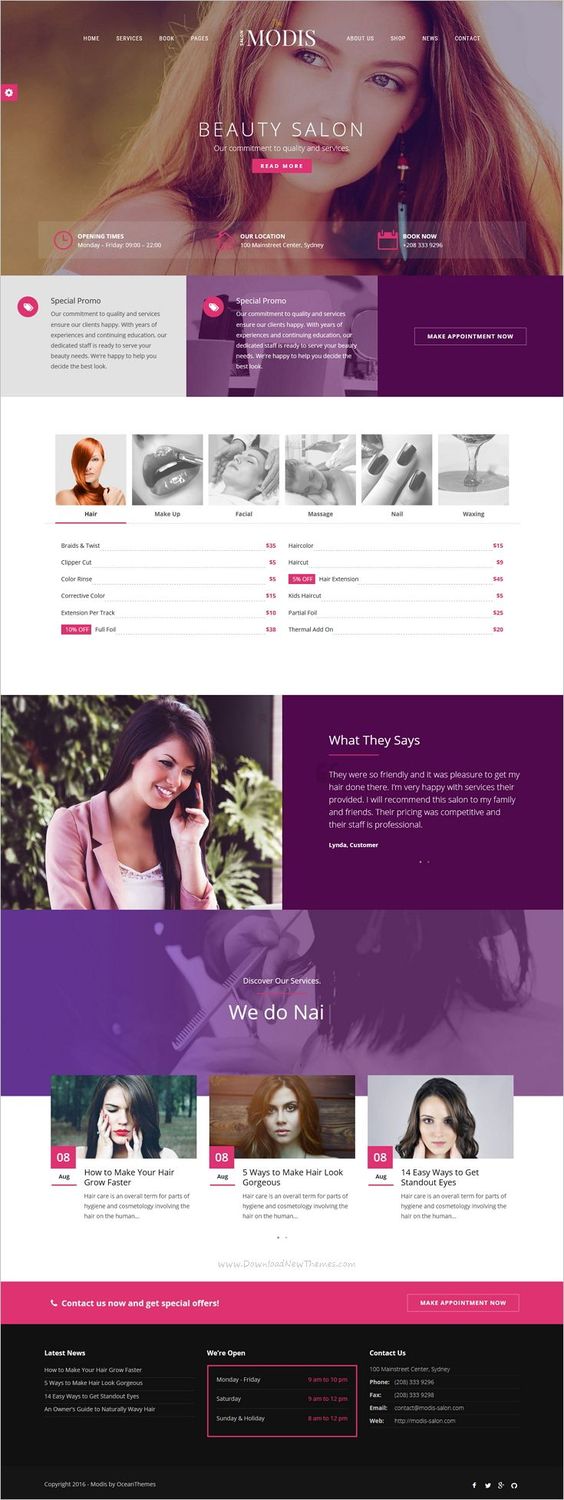 HOME SERVICES BOOK PAGES SALON MODIS ABOUT US SHOP NEWS CONTACT
BEAUTY SALON
Our commitment to quality and services.
READ MORE
OPENING TIMES
Monday – Friday: 09:00 – 22:00
OUR LOCATION
100 Mainstreet Center, Sydney
BOOK NOW
+208 333 9296
Special Promo
Our commitment to quality and services
ensure our clients happy. With years of
experiences and continuing education, our
dedicated staff is ready to serve your
beauty needs. We're happy to help you
decide the best look.
Special Promo
Our commitment to quality and services
ensure our clients happy. With years of
experiences and continuing education, our
dedicated staff is ready to serve your beauty
needs. We're happy to help you decide the
best look.
MAKE APPOINTMENT NOW
Hair Make Up Facial Massage Nail Waxing
Braids & Twist $35
Clipper Cut $5
Color Rinse $5
Corrective Color $15
Extension Per Track $10
10% OFF Full Foil $38
Haircolor $15
Haircut $9
5% OFF Hair Extension $45
Kids Haircut $5
Partial Foil $25
Thermal Add On $20
What They Says
They were so friendly and it was pleasure to get my
hair done there. I'm very happy with services their
provided. I will recommend this salon to my family
and friends. Their pricing was competitive and
their staff is professional.
Lynda, Customer
Discover Our Services.
We do Nai
08
Aug
How to Make Your Hair
Grow Faster
Hair care is an overall term for parts of
hygiene and cosmetology involving the
hair on the human...
08
Aug
5 Ways to Make Hair Look
Gorgeous
Hair care is an overall term for parts of
hygiene and cosmetology involving the
hair on the human...
08
Aug
14 Easy Ways to Get
Standout Eyes
Hair care is an overall term for parts of
hygiene and cosmetology involving the
hair on the human...
www.DownloadNewThemes.com
Contact us now and get special offers!
MAKE APPOINTMENT NOW
Latest News
How to Make Your Hair Grow Faster
5 Ways to Make Hair Look Gorgeous
14 Easy Ways to Get Standout Eyes
An Owner's Guide to Naturally Wavy Hair
We're Open
Monday - Friday 9 am to 10 pm
Saturday 9 am to 12 pm
Sunday & Holiday 8 am to 12 pm
Contact Us
100 Mainstreet Center, Sydney
Phone: (208) 333 9296
Fax: (208) 333 9298
Email: contact@modis-salon.com
Web: http://modis-salon.com
Copyright 2016 - Modis by OceanThemes